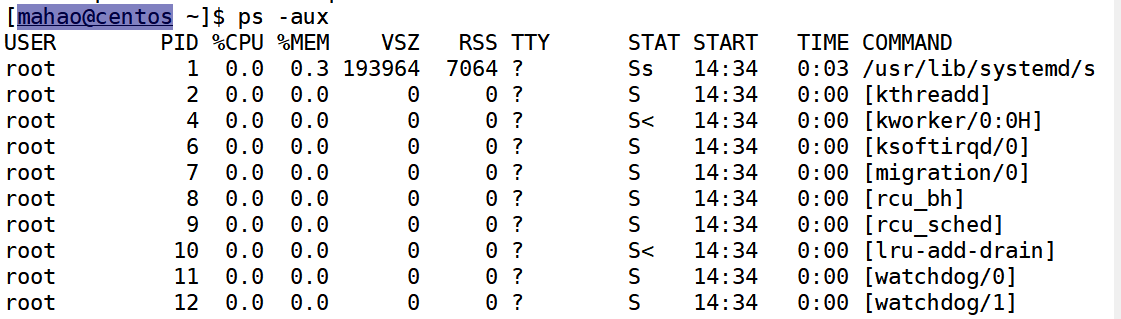 [mahao@centos ~]$ ps -aux
USER        PID %CPU %MEM    VSZ   RSS TTY      STAT START   TIME COMMAND
root          1  0.0  0.3 193964  7064 ?        Ss   14:34   0:03 /usr/lib/systemd/s
root          2  0.0  0.0      0     0 ?        S    14:34   0:00 [kthreadd]
root          4  0.0  0.0      0     0 ?        S<   14:34   0:00 [kworker/0:0H]
root          6  0.0  0.0      0     0 ?        S    14:34   0:00 [ksoftirqd/0]
root          7  0.0  0.0      0     0 ?        S    14:34   0:00 [migration/0]
root          8  0.0  0.0      0     0 ?        S    14:34   0:00 [rcu_bh]
root          9  0.0  0.0      0     0 ?        S    14:34   0:00 [rcu_sched]
root         10  0.0  0.0      0     0 ?        S<   14:34   0:00 [lru-add-drain]
root         11  0.0  0.0      0     0 ?        S    14:34   0:00 [watchdog/0]
root         12  0.0  0.0      0     0 ?        S    14:34   0:00 [watchdog/1]